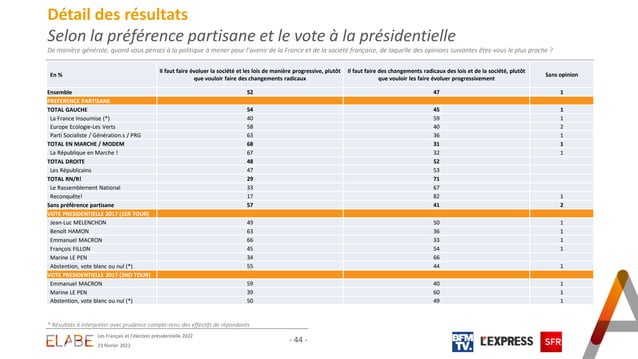 Détail des résultats
Selon la préférence partisane et le vote à la présidentielle
De manière générale, quand vous pensez à la politique à mener pour l'avenir de la France et de la société française, de laquelle des opinions suivantes êtes-vous le plus proche ?
En % Il faut faire évoluer la société et les lois de manière progressive, plutôt que vouloir faire des changements radicaux Il faut faire des changements radicaux des lois et de la société, plutôt que vouloir les faire évoluer progressivement Sans opinion
Ensemble 52 47 1
PREFERENCE PARTISANE
TOTAL GAUCHE 54 45 1
La France Insoumise (*) 40 59 1
Europe Ecologie-Les Verts 58 40 2
Parti Socialiste / Génération.s / PRG 63 36 1
TOTAL EN MARCHE / MODEM 68 31 1
La République en Marche ! 67 32 1
TOTAL DROITE 48 52
Les Républicains 47 53
TOTAL RN/R! 29 71
Le Rassemblement National 33 67
Reconquête! 17 82 1
Sans préférence partisane 57 41 2
VOTE PRESIDENTIELLE 2017 (1ER TOUR)
Jean-Luc MELENCHON 49 50 1
Benoît HAMON 63 36 1
Emmanuel MACRON 66 33 1
François FILLON 45 54 1
Marine LE PEN 34 66
Abstention, vote blanc ou nul (*) 55 44 1
VOTE PRESIDENTIELLE 2017 (2ND TOUR)
Emmanuel MACRON 59 40 1
Marine LE PEN 39 60 1
Abstention, vote blanc ou nul (*) 50 49 1
* Résultats à interpréter avec prudence compte-tenu des effectifs de répondants
ELABE
Les Français et l'élection présidentielle 2022
23 février 2022
- 44 -
BFM TV.
L'EXPRESS
SFR